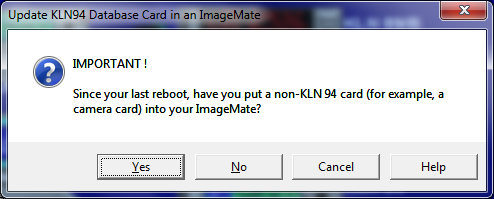 Update KLN94 Database Card in an ImageMate
IMPORTANT !
Since your last reboot, have you put a non-KLN 94 card (for example, a
camera card) into your ImageMate?
Yes
No
Cancel
Help